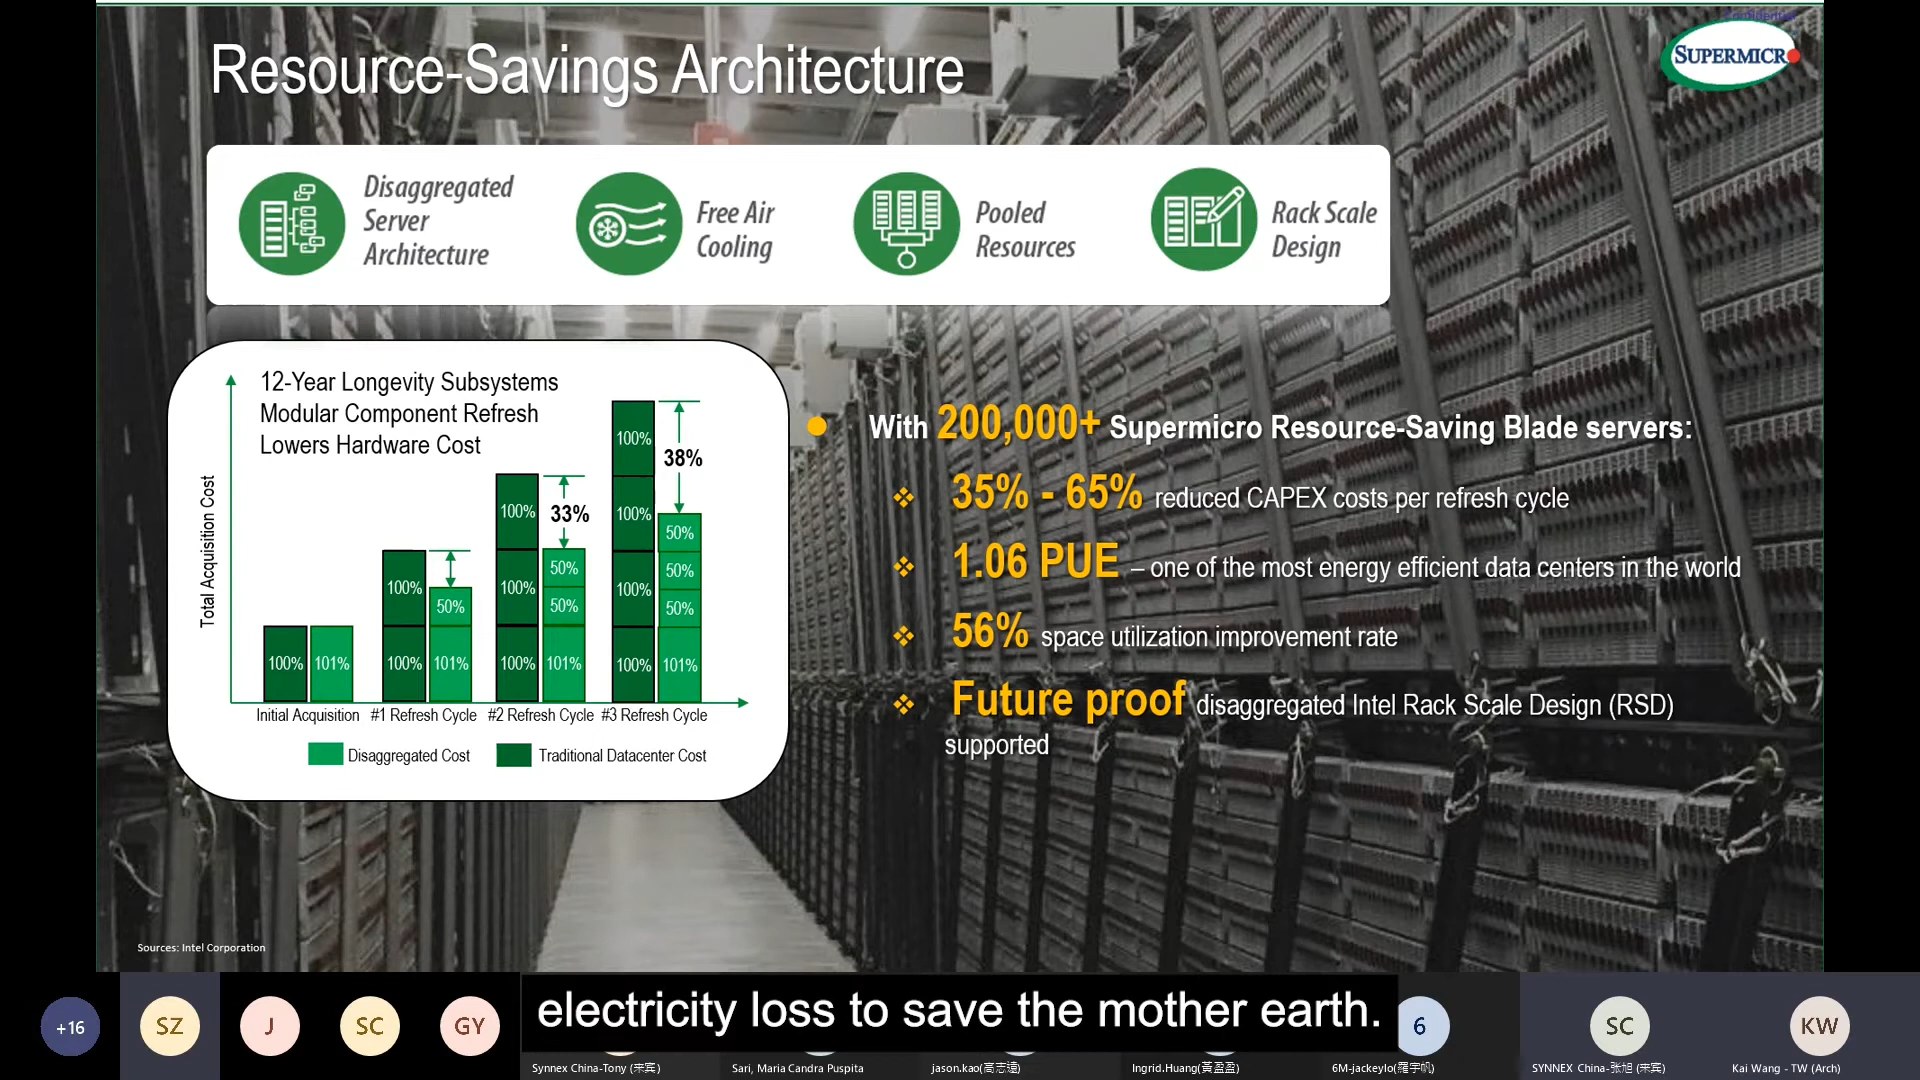 Confidential
Resource-Savings Architecture
SUPERMICR
Disaggregated
Server
Architecture
Free Air
Cooling
Pooled
Resources
Rack Scale
Design
12-Year Longevity Subsystems
Modular Component Refresh
Lowers Hardware Cost
Total Acquisition Cost
100%
101%
100%
100%
50%
101%
100%
100%
100%
33%
50%
50%
101%
100%
100%
100%
100%
38%
50%
50%
50%
101%
Initial Acquisition
#1 Refresh Cycle
#2 Refresh Cycle
#3 Refresh Cycle
Disaggregated Cost
Traditional Datacenter Cost
With 200,000+ Supermicro Resource-Saving Blade servers:
35% - 65% reduced CAPEX costs per refresh cycle
1.06 PUE – one of the most energy efficient data centers in the world
56% space utilization improvement rate
Future proof disaggregated Intel Rack Scale Design (RSD)
supported
Sources: Intel Corporation
electricity loss to save the mother earth.
+16
SZ
J
SC
GY
6
SC
KW
Synnex China-Tony (宋宾)
Sari, Maria Candra Puspita
jason.kao(高志遠)
Ingrid.Huang(黃盈盈)
6M-jackeylo(羅宇帆)
SYNNEX China-张旭 (宋宾)
Kai Wang - TW (Arch)